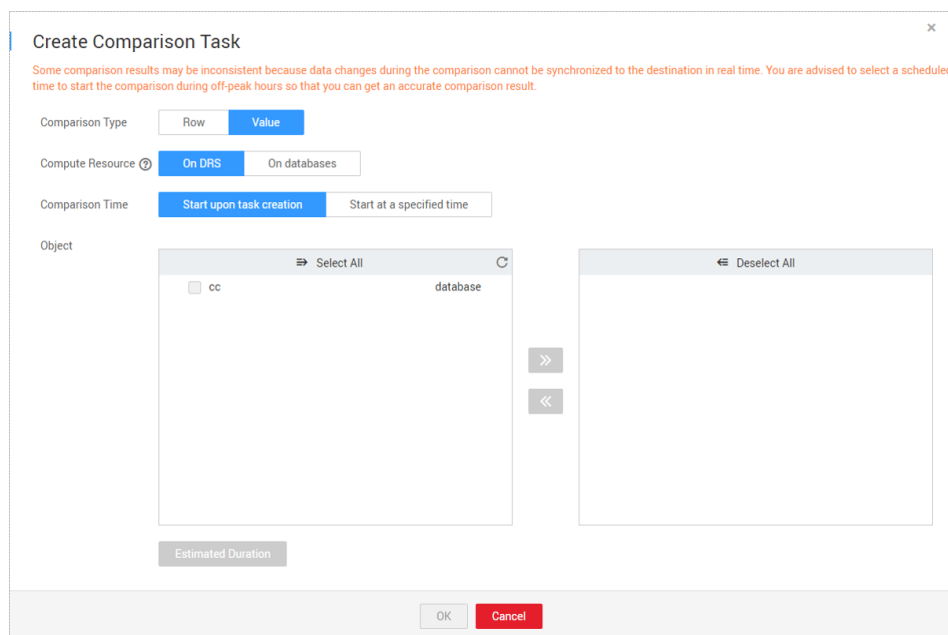 Create Comparison Task
Some comparison results may be inconsistent because data changes during the comparison cannot be synchronized to the destination in real time. You are advised to select a scheduled
time to start the comparison during off-peak hours so that you can get an accurate comparison result.
Comparison Type Row Value
Compute Resource On DRS On databases
Comparison Time Start upon task creation Start at a specified time
Object
Select All Deselect All
cc database
Estimated Duration
OK Cancel